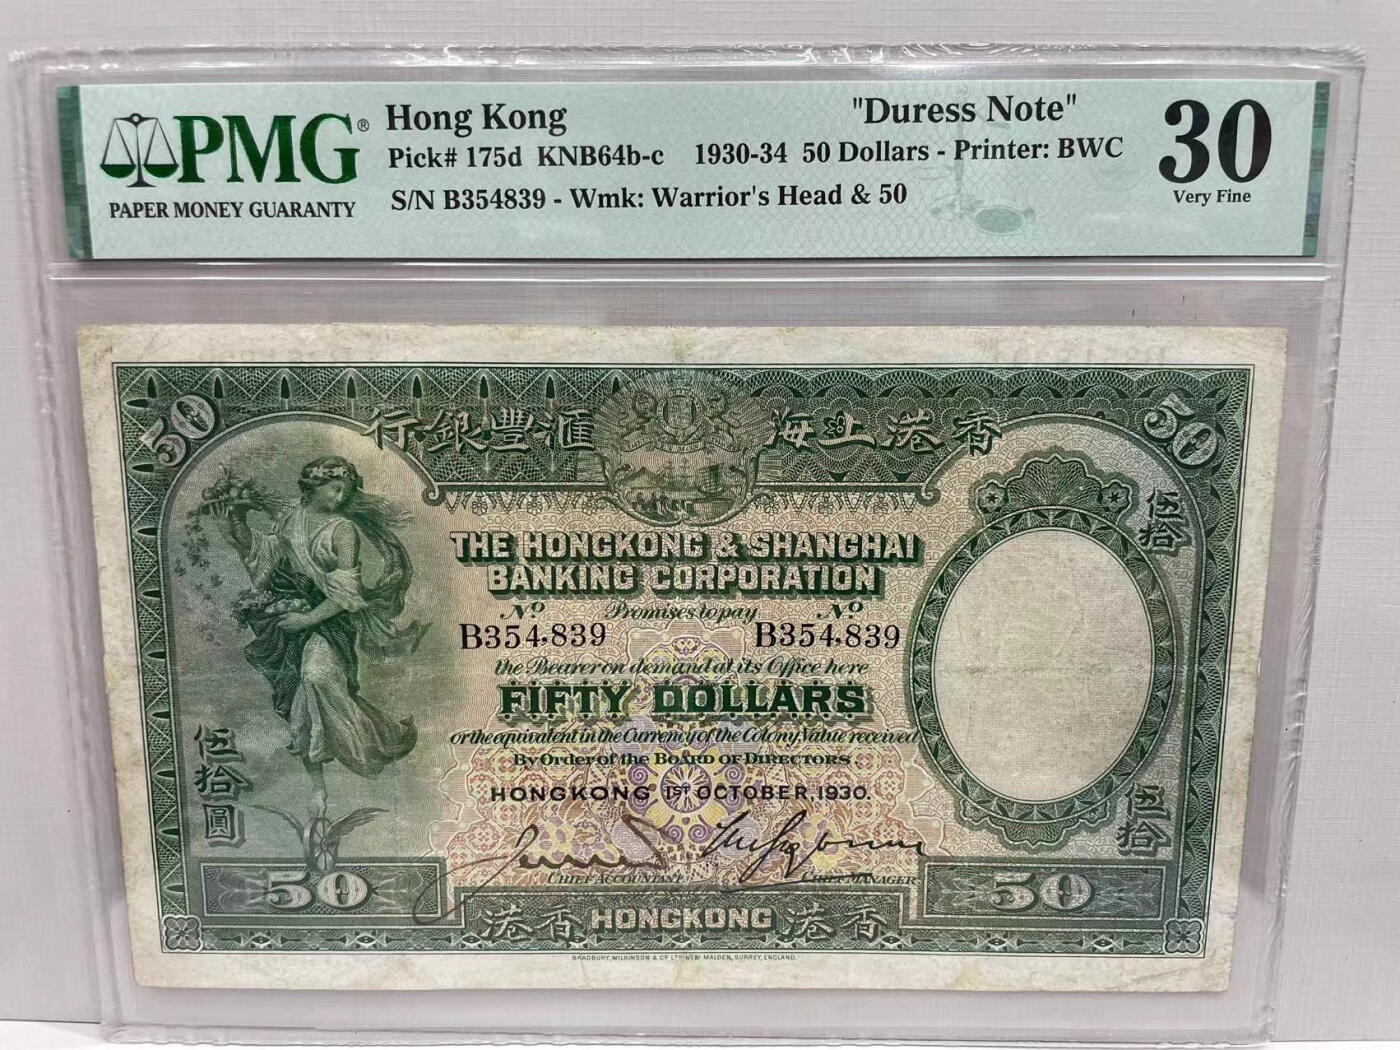 PMG®
PAPER MONEY GUARANTY
Hong Kong "Duress Note"
Pick# 175d KNB64b-c 1930-34 50 Dollars - Printer: BWC
S/N B354839 - Wmk: Warrior's Head & 50
30
Very Fine
50 50
行銀豐滙 海上港香
THE HONGKONG & SHANGHAI
BANKING CORPORATION
Nº Promises to pay Nº
B354,839 B354,839
the Bearer on demand at its Office here
FIFTY DOLLARS
or the equivalent in the Currency of the Colony Value received
By Order of the BOARD OF DIRECTORS
HONGKONG 1ST OCTOBER, 1930.
CHIEF ACCOUNTANT CHIEF MANAGER
伍拾
伍拾圓
伍拾
50 50
港香 HONGKONG 港香
BRADBURY, WILKINSON & Cº LTD NEW MALDEN, SURREY, ENGLAND.